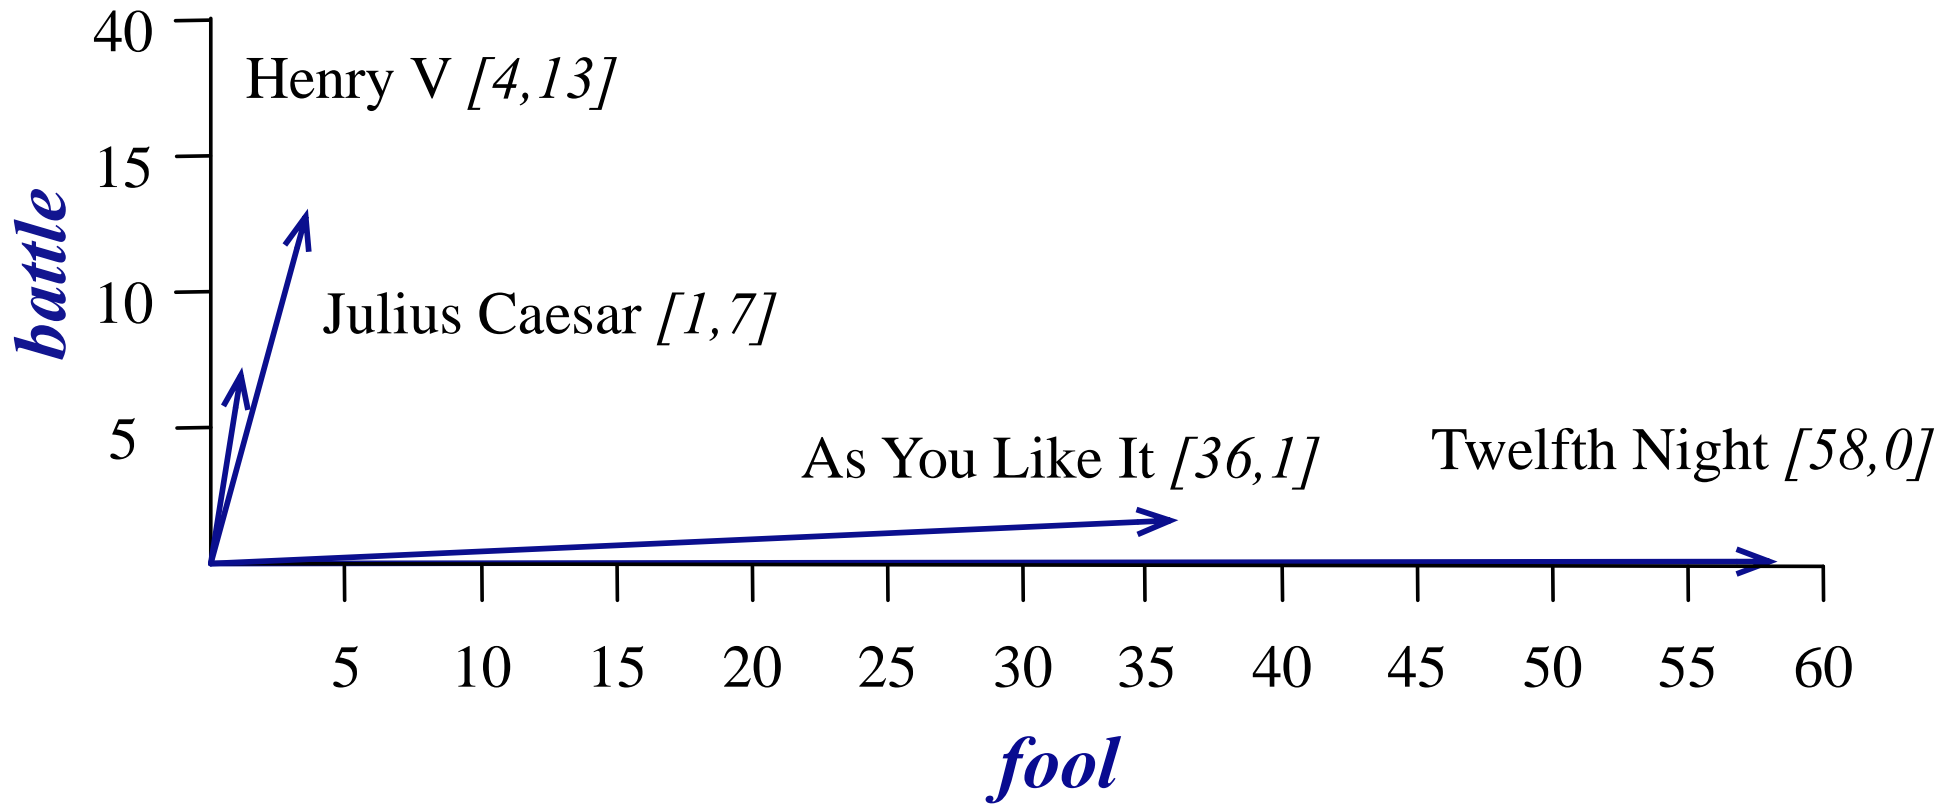 40
Henry V [4,13]
15
battle
10
Julius Caesar [1,7]
5
As You Like It [36,1]
Twelfth Night [58,0]
5 10 15 20 25 30 35 40 45 50 55 60
fool